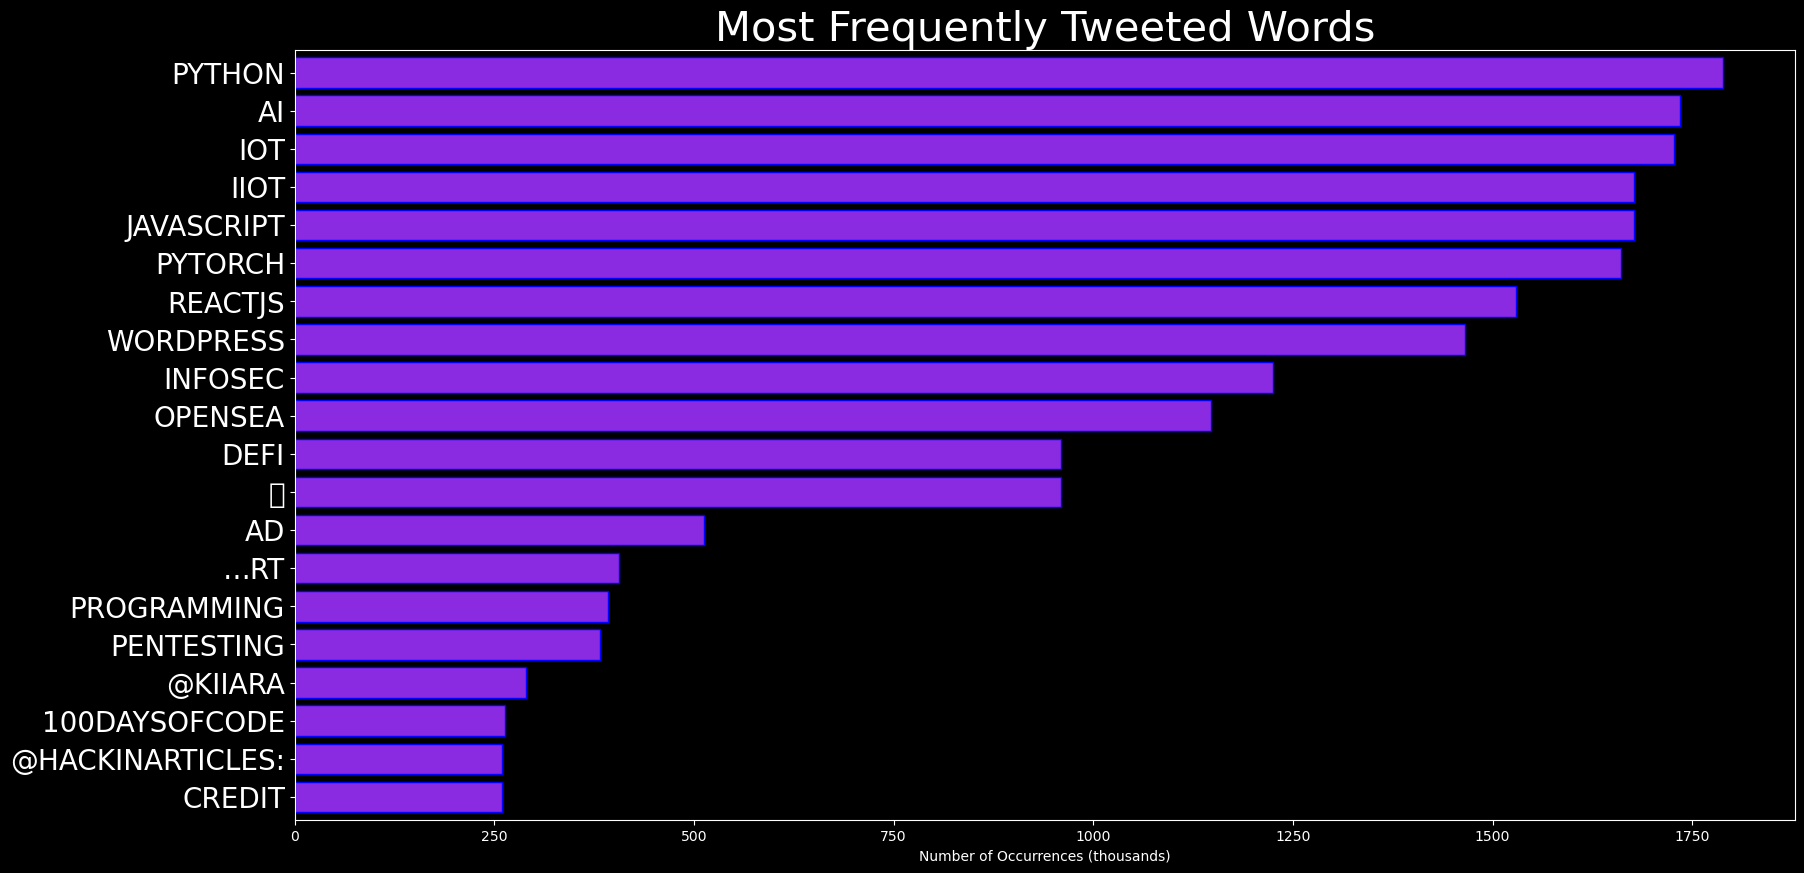 Most Frequently Tweeted Words
PYTHON
AI
IOT
IIOT
JAVASCRIPT
PYTORCH
REACTJS
WORDPRESS
INFOSEC
OPENSEA
DEFI
AD
...RT
PROGRAMMING
PENTESTING
@KIIARA
100DAYSOFCODE
@HACKINARTICLES:
CREDIT
0 250 500 750 1000 1250 1500 1750
Number of Occurrences (thousands)